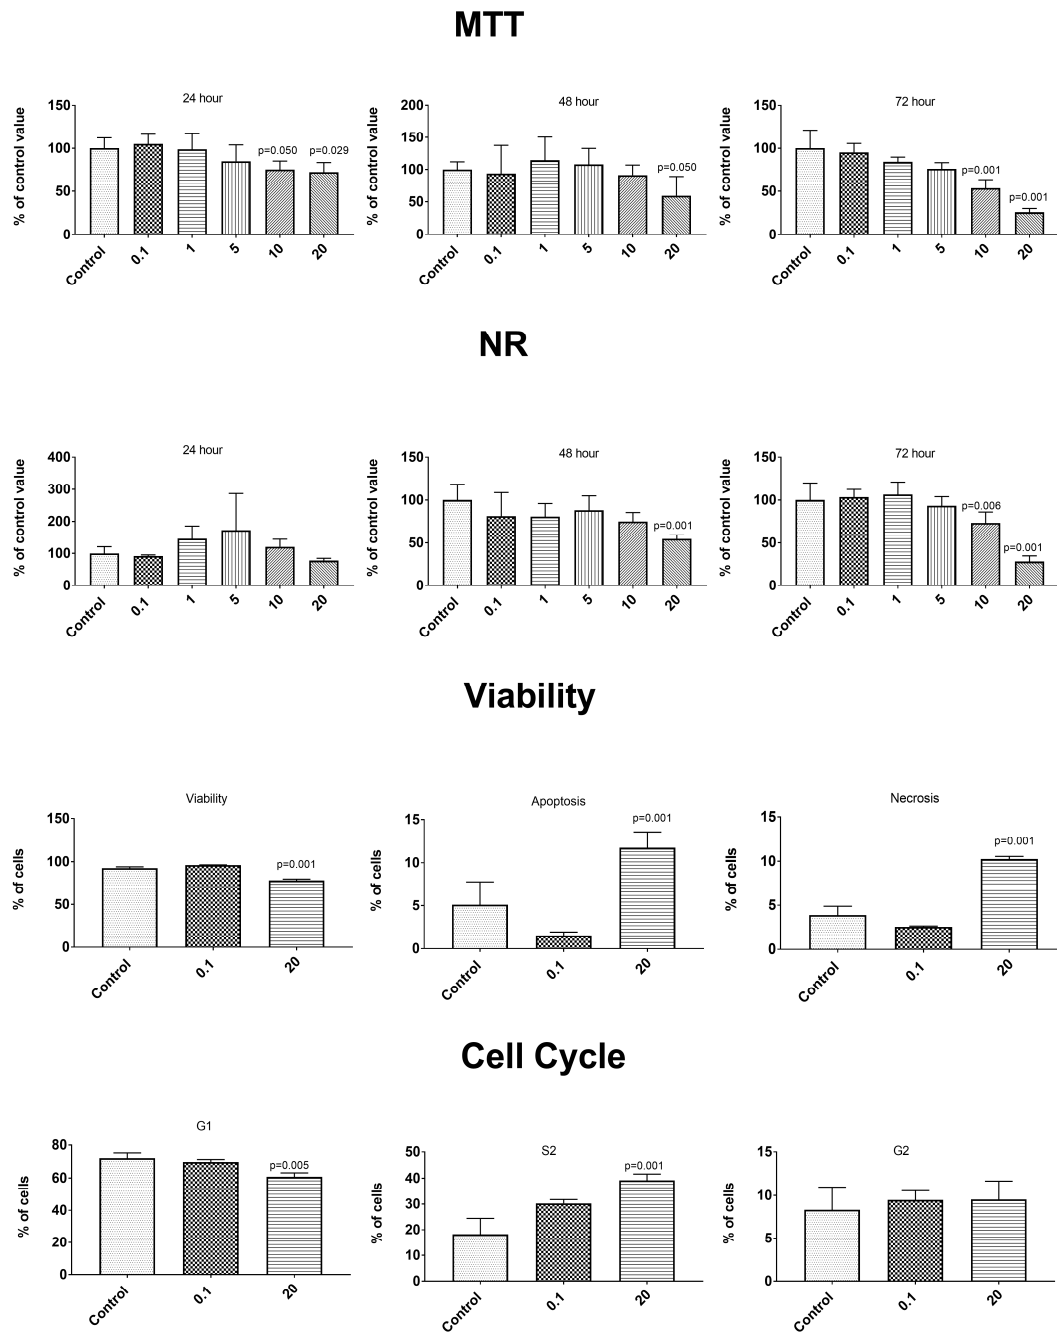 MTT
24 hour
% of control value
150
100
50
0
p=0.050
p=0.029
Control
0.1
1
5
10
20
48 hour
% of control value
200
150
100
50
0
p=0.050
Control
0.1
1
5
10
20
72 hour
% of control value
150
100
50
0
p=0.001
p=0.001
Control
0.1
1
5
10
20
NR
24 hour
% of control value
400
300
200
100
0
Control
0.1
1
5
10
20
48 hour
% of control value
150
100
50
0
p=0.001
Control
0.1
1
5
10
20
72 hour
% of control value
150
100
50
0
p=0.006
p=0.001
Control
0.1
1
5
10
20
Viability
Viability
% of cells
150
100
50
0
p=0.001
Control
0.1
20
Apoptosis
% of cells
15
10
5
0
p=0.001
Control
0.1
20
Necrosis
% of cells
15
10
5
0
p=0.001
Control
0.1
20
Cell Cycle
G1
% of cells
80
60
40
20
0
p=0.005
Control
0.1
20
S2
% of cells
50
40
30
20
10
0
p=0.001
Control
0.1
20
G2
% of cells
15
10
5
0
Control
0.1
20